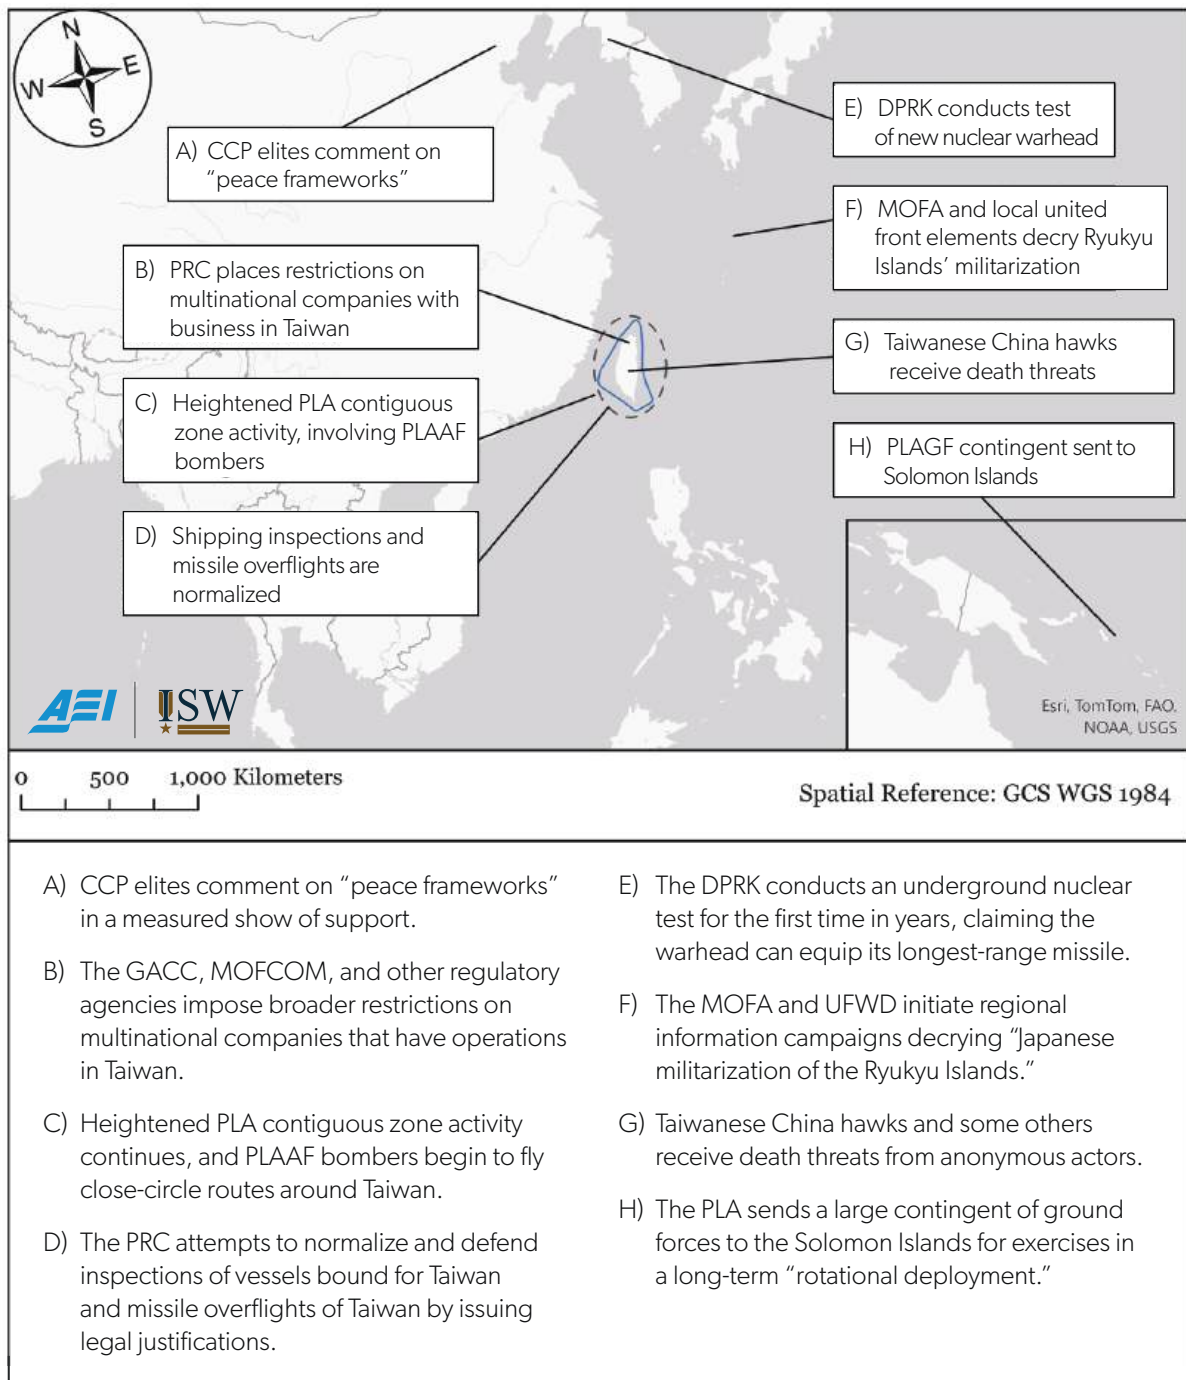 N
W
E
S
A) CCP elites comment on
“peace frameworks”
B) PRC places restrictions on
multinational companies with
business in Taiwan
C) Heightened PLA contiguous
zone activity, involving PLAAF
bombers
D) Shipping inspections and
missile overflights are
normalized
E) DPRK conducts test
of new nuclear warhead
F) MOFA and local united
front elements decry Ryukyu
Islands’ militarization
G) Taiwanese China hawks
receive death threats
H) PLAGF contingent sent to
Solomon Islands
AEI
ISW
Esri, TomTom, FAO,
NOAA, USGS
0 500 1,000 Kilometers
Spatial Reference: GCS WGS 1984
A) CCP elites comment on “peace frameworks”
in a measured show of support.
B) The GACC, MOFCOM, and other regulatory
agencies impose broader restrictions on
multinational companies that have operations
in Taiwan.
C) Heightened PLA contiguous zone activity
continues, and PLAAF bombers begin to fly
close-circle routes around Taiwan.
D) The PRC attempts to normalize and defend
inspections of vessels bound for Taiwan
and missile overflights of Taiwan by issuing
legal justifications.
E) The DPRK conducts an underground nuclear
test for the first time in years, claiming the
warhead can equip its longest-range missile.
F) The MOFA and UFWD initiate regional
information campaigns decrying “Japanese
militarization of the Ryukyu Islands.”
G) Taiwanese China hawks and some others
receive death threats from anonymous actors.
H) The PLA sends a large contingent of ground
forces to the Solomon Islands for exercises in
a long-term “rotational deployment.”